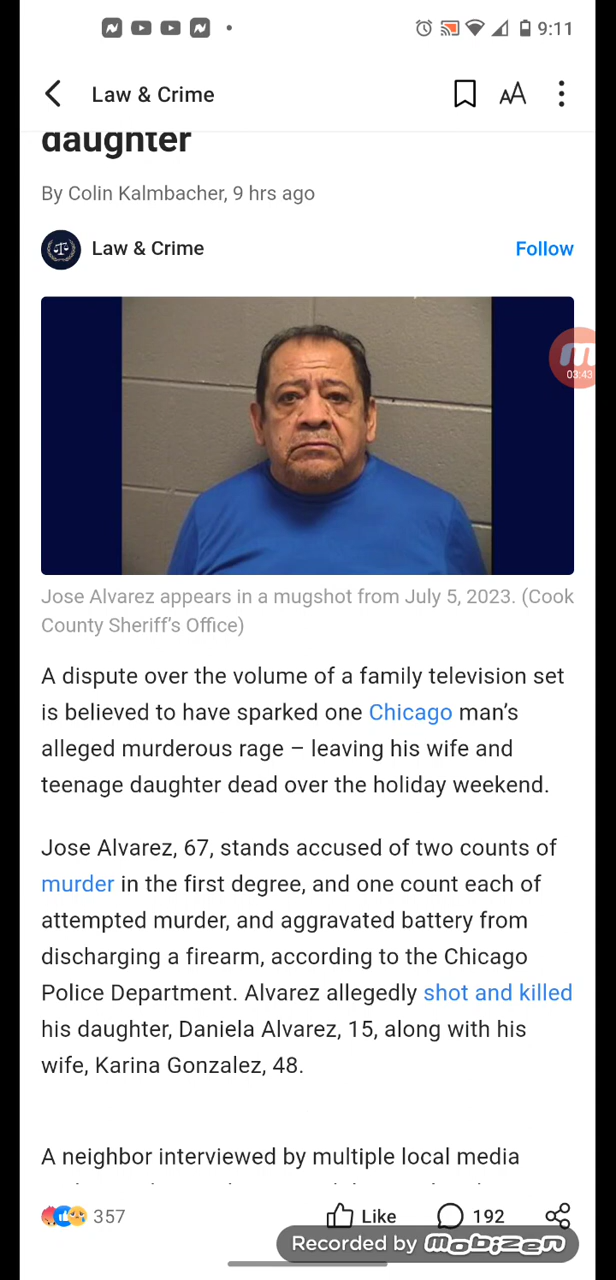 9:11
Law & Crime
AA
daughter
By Colin Kalmbacher, 9 hrs ago
Law & Crime
Follow
03:43
Jose Alvarez appears in a mugshot from July 5, 2023. (Cook
County Sheriff’s Office)
A dispute over the volume of a family television set
is believed to have sparked one Chicago man’s
alleged murderous rage – leaving his wife and
teenage daughter dead over the holiday weekend.
Jose Alvarez, 67, stands accused of two counts of
murder in the first degree, and one count each of
attempted murder, and aggravated battery from
discharging a firearm, according to the Chicago
Police Department. Alvarez allegedly shot and killed
his daughter, Daniela Alvarez, 15, along with his
wife, Karina Gonzalez, 48.
A neighbor interviewed by multiple local media
357
Like
192
Recorded by mobizen